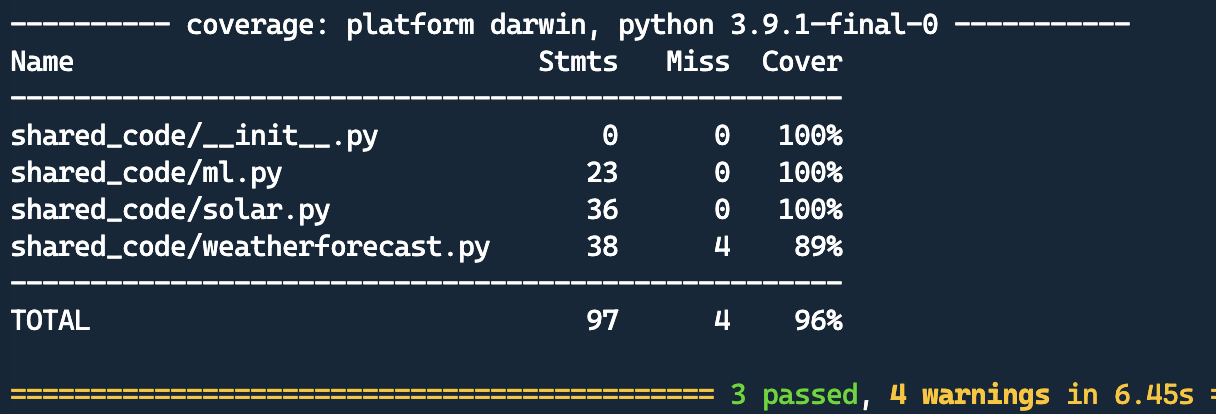 ---------- coverage: platform darwin, python 3.9.1-final-0 -----------
Name                             Stmts   Miss  Cover
----------------------------------------------------
shared_code/__init__.py              0      0   100%
shared_code/ml.py                   23      0   100%
shared_code/solar.py                36      0   100%
shared_code/weatherforecast.py      38      4    89%
----------------------------------------------------
TOTAL                               97      4    96%
============================================ 3 passed, 4 warnings in 6.45s =